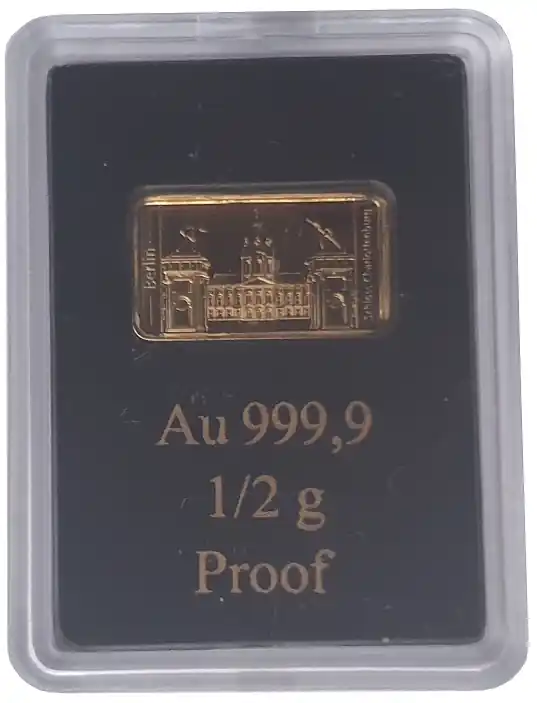 Berlin
Schloss Charlottenburg
Au 999,9
1/2 g
Proof